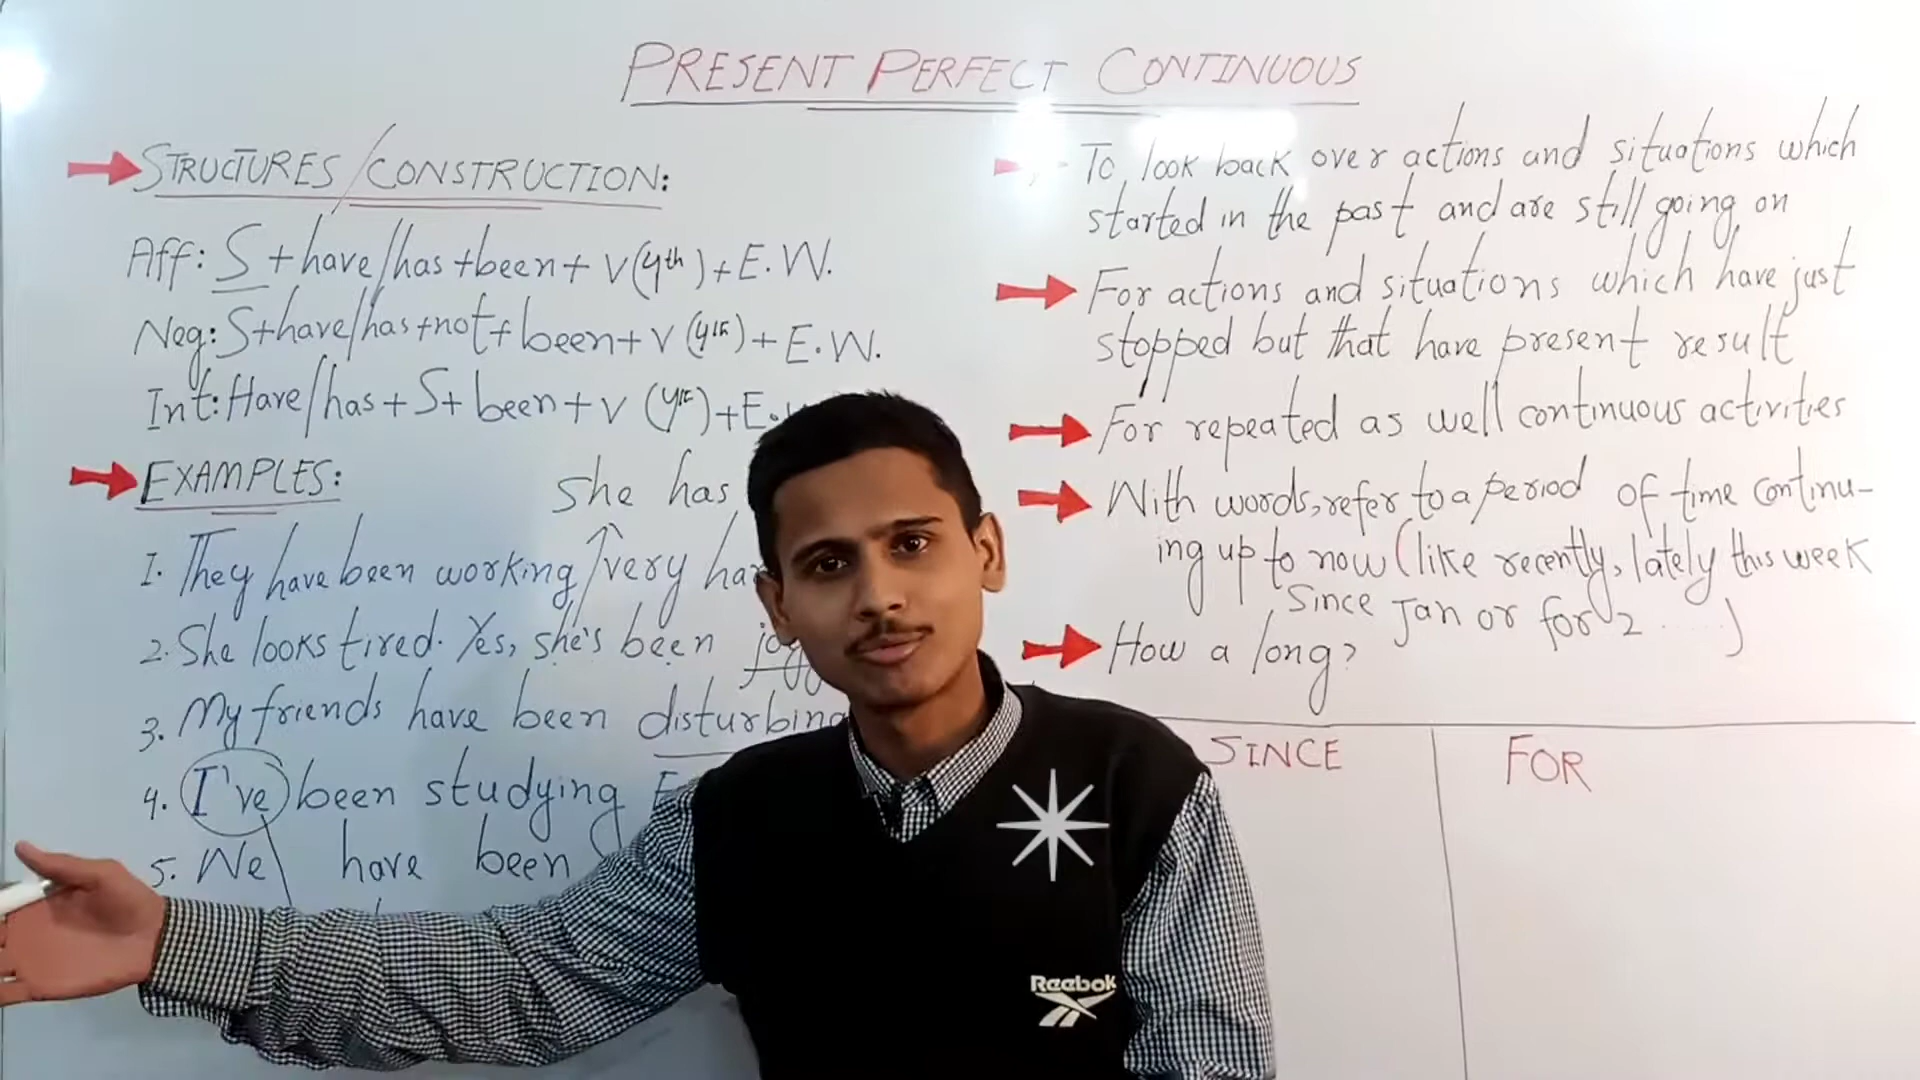 PRESENT PERFECT CONTINUOUS
STRUCTURES/CONSTRUCTION:
Aff: S+have/has+been+V(4th)+E.W.
Neg: S+have/has+not+been+V(4th)+E.W.
Int: Have/has+S+been+V(4th)+E.
EXAMPLES:
She has
1. They have been working very
2. She looks tired. Yes, she's been
3. My friends have been disturbing
4. I've been studying
5. We have been
To look back over actions and situations which
started in the past and are still going on
For actions and situations which have just
stopped but that have present result
For repeated as well continuous activities
With words, refer to a period of time continu-
ing up to now (like recently, lately this week
Since Jan or for 2 ......)
How a long?
SINCE
FOR
Reabok